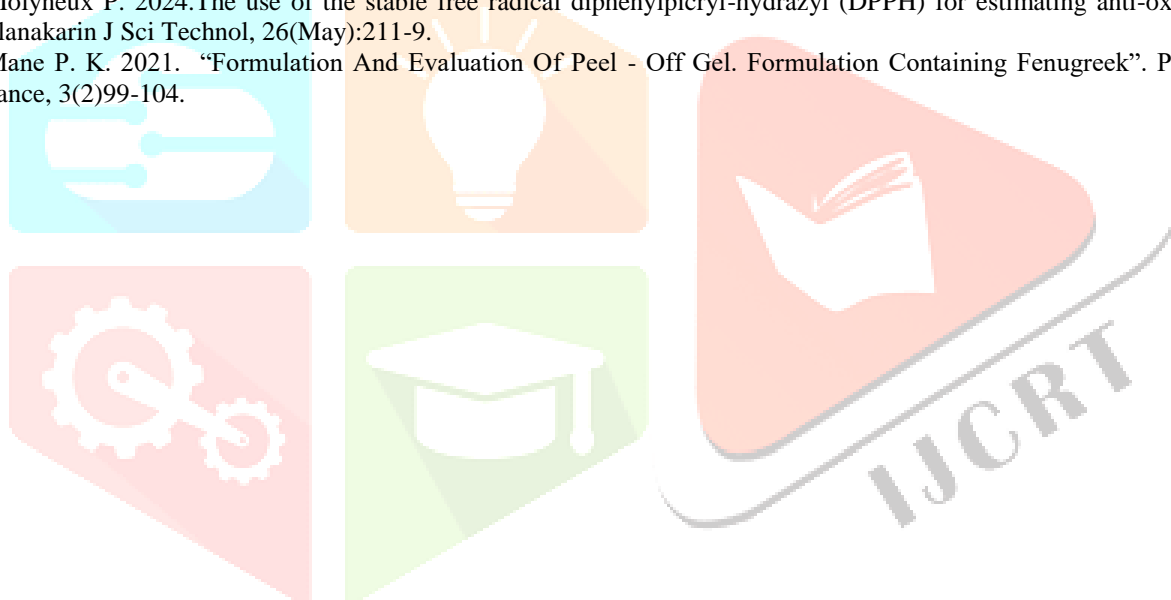 olyneux P. 2024.The use of the stable free radical diphenylpicryl-hydrazyl (DPPH) for estimating anti-ox
lanakarin J Sci Technol, 26(May):211-9.
Mane P. K. 2021. “Formulation And Evaluation Of Peel - Off Gel. Formulation Containing Fenugreek”. P
ance, 3(2)99-104.
IJCRT